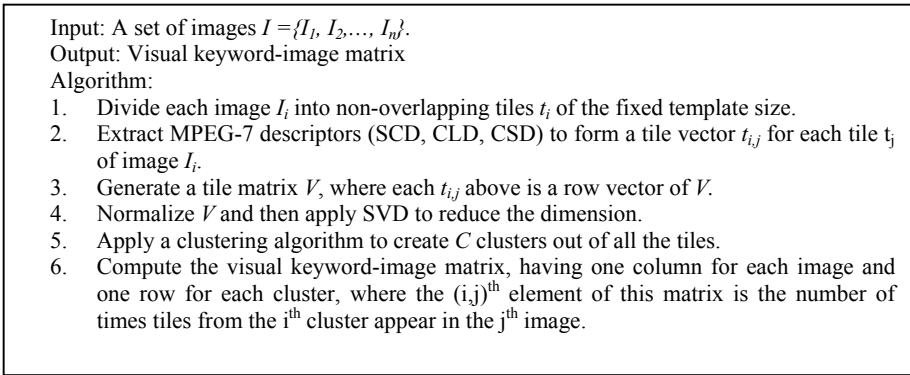 Input: A set of images I ={I1, I2,…, In}.
Output: Visual keyword-image matrix
Algorithm:
1. Divide each image Ii into non-overlapping tiles ti of the fixed template size.
2. Extract MPEG-7 descriptors (SCD, CLD, CSD) to form a tile vector ti,j for each tile tj
of image Ii.
3. Generate a tile matrix V, where each ti,j above is a row vector of V.
4. Normalize V and then apply SVD to reduce the dimension.
5. Apply a clustering algorithm to create C clusters out of all the tiles.
6. Compute the visual keyword-image matrix, having one column for each image and
one row for each cluster, where the (i,j)th element of this matrix is the number of
times tiles from the ith cluster appear in the jth image.